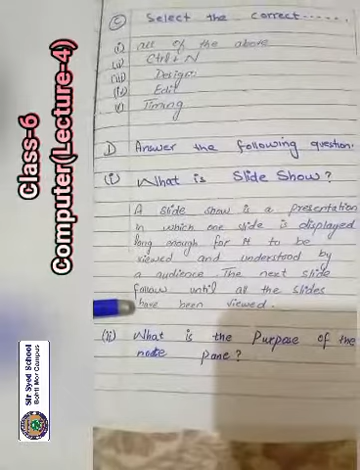 Class-6
Computer(Lecture-4)
Sir Syed School
Bohti Mor Campus
C Select the correct......
(i) all of the above
(ii) Ctrl + N
(iii) Design
(iv) Edit
(v) Timing
D Answer the following question.
(i) What is Slide Show?
A slide show is a presentation
in which one slide is displayed
long enough for it to be
viewed and understood by
a audience. The next slide
follow until all the slides
have been viewed.
(ii) What is the Purpose of the
note pane?